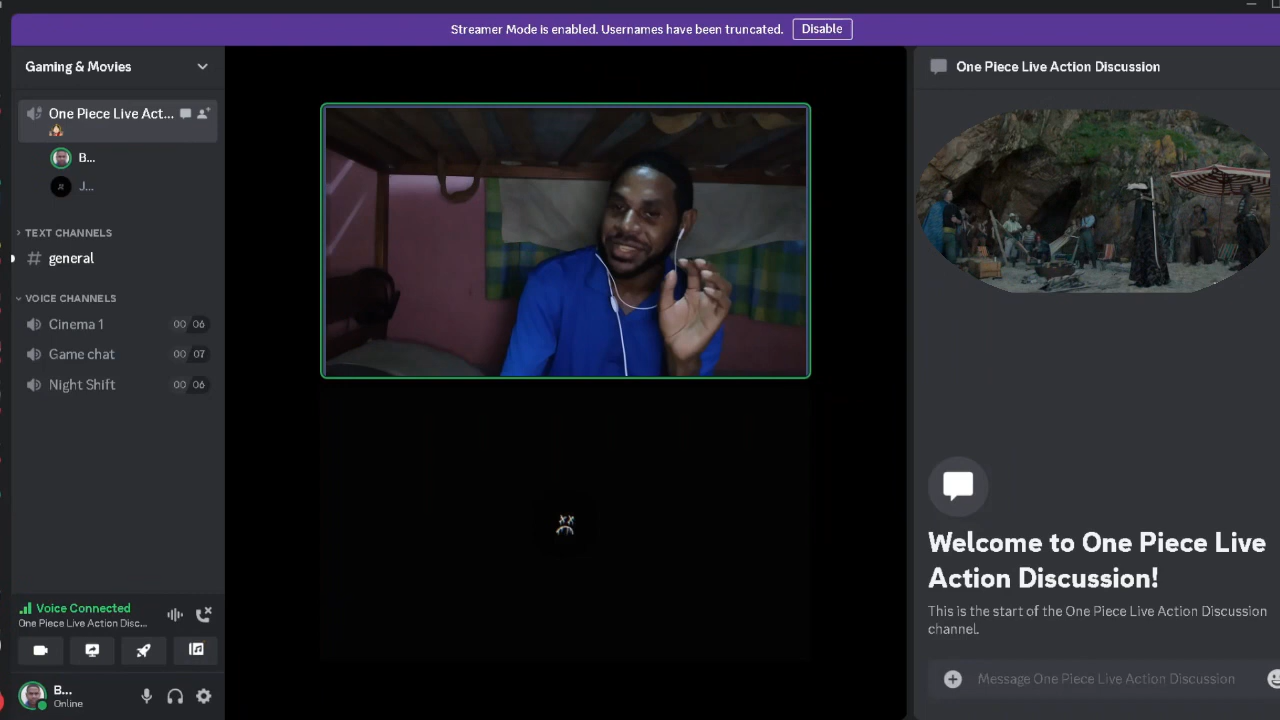 Streamer Mode is enabled. Usernames have been truncated.
Disable
Gaming & Movies
One Piece Live Act...
B...
J...
TEXT CHANNELS
general
VOICE CHANNELS
Cinema 1
00 06
Game chat
00 07
Night Shift
00 06
Voice Connected
One Piece Live Action Disc...
B...
Online
One Piece Live Action Discussion
Welcome to One Piece Live
Action Discussion!
This is the start of the One Piece Live Action Discussion
channel.
Message One Piece Live Action Discussion